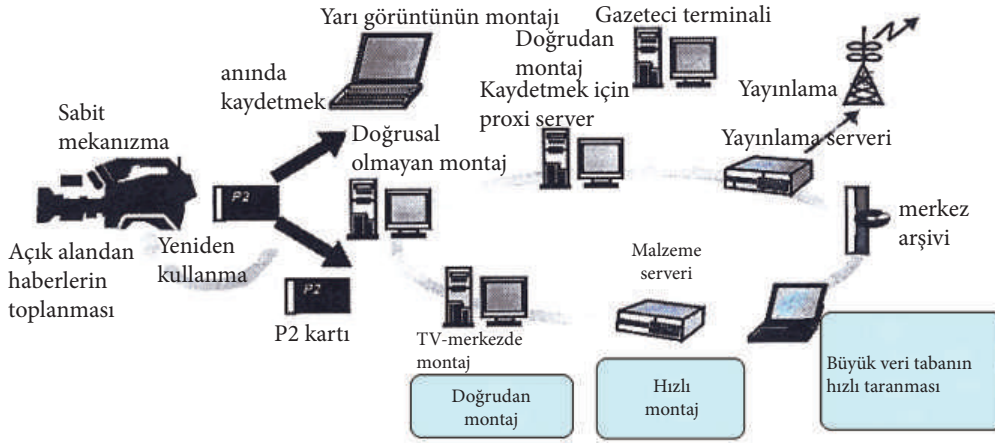 Yarı görüntünün montajı
Gazeteci terminali
Doğrudan
montaj
anında
kaydetmek
Kaydetmek için
proxi server
Yayınlama
Sabit
mekanizma
Doğrusal
olmayan montaj
Yayınlama serveri
P2
merkez
arşivi
Açık alandan
haberlerin
toplanması
Yeniden
kullanma
Malzeme
serveri
P2
P2 kartı
TV-merkezde
montaj
Doğrudan
montaj
Hızlı
montaj
Büyük veri tabanın
hızlı taranması